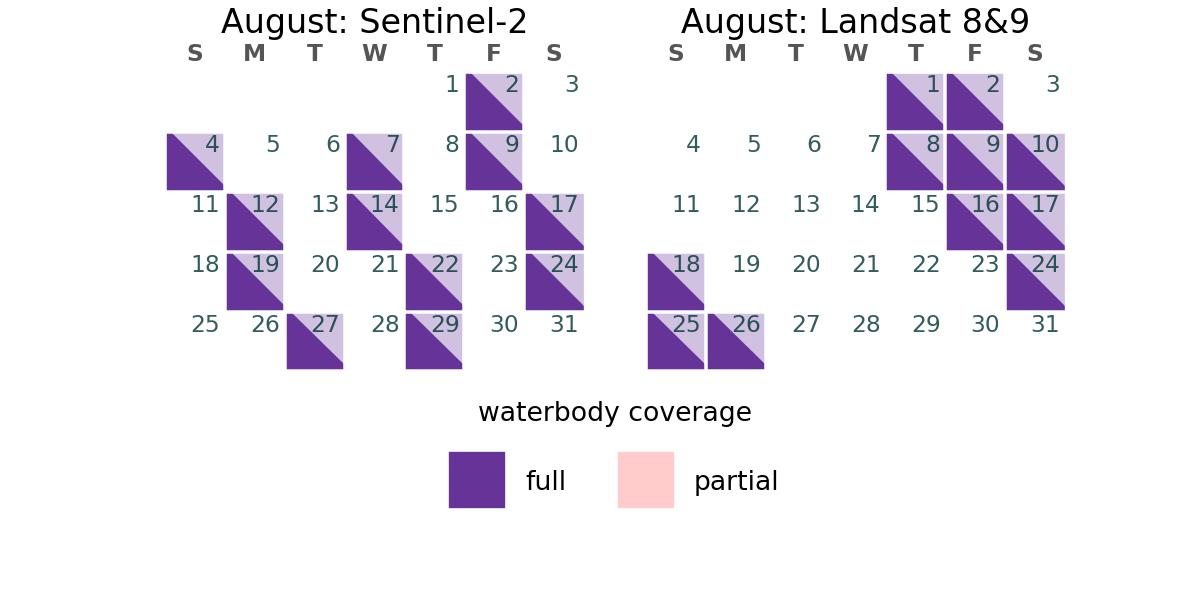 August: Sentinel-2
S M T W T F S
1 2 3
4 5 6 7 8 9 10
11 12 13 14 15 16 17
18 19 20 21 22 23 24
25 26 27 28 29 30 31
August: Landsat 8&9
S M T W T F S
1 2 3
4 5 6 7 8 9 10
11 12 13 14 15 16 17
18 19 20 21 22 23 24
25 26 27 28 29 30 31
waterbody coverage
full
partial